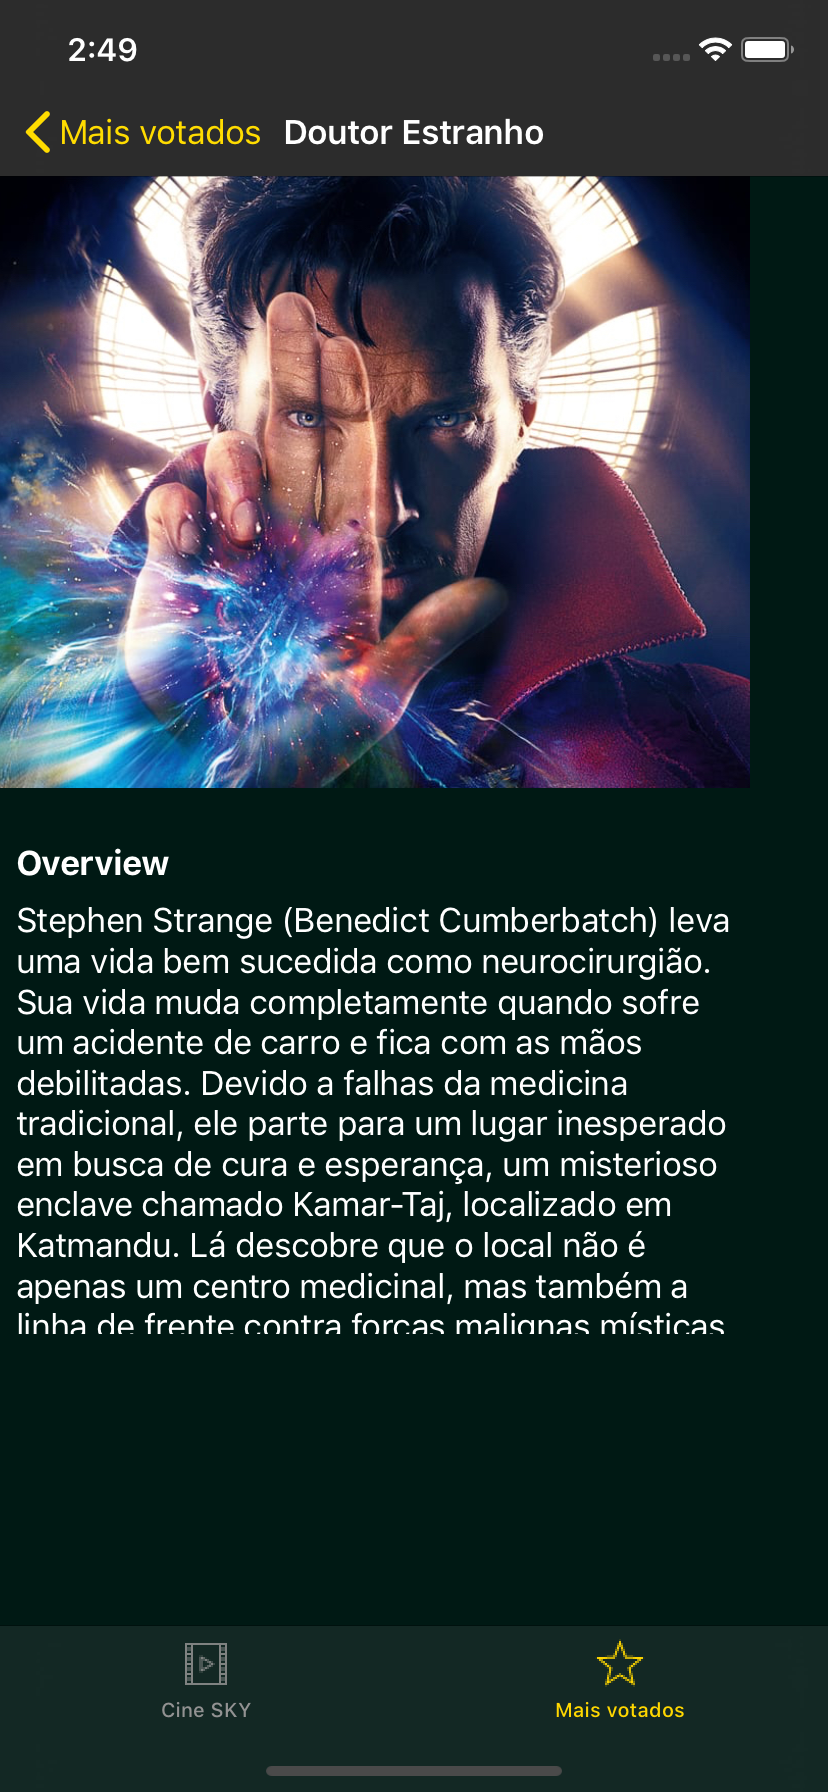 2:49
Mais votados Doutor Estranho
Overview
Stephen Strange (Benedict Cumberbatch) leva
uma vida bem sucedida como neurocirurgião.
Sua vida muda completamente quando sofre
um acidente de carro e fica com as mãos
debilitadas. Devido a falhas da medicina
tradicional, ele parte para um lugar inesperado
em busca de cura e esperança, um misterioso
enclave chamado Kamar-Taj, localizado em
Katmandu. Lá descobre que o local não é
apenas um centro medicinal, mas também a
linha de frente contra forças malignas místicas
Cine SKY
Mais votados